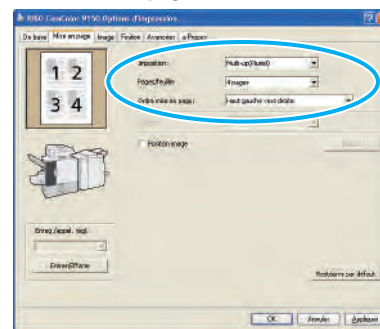 RISO ComColor 9150 Options d'impression
De base Mise en page Image Finition Avancées A Propos
1 2
3 4
Imposition : Multi-up(Pluriel)
Pages/feuille: 4 pages
Ordre mise en page : Haut gauche vers droite
Position image
Enreg./appel. régl.
Entrer/Efface
Restaurer par défaut
OK Annuler Appliquer